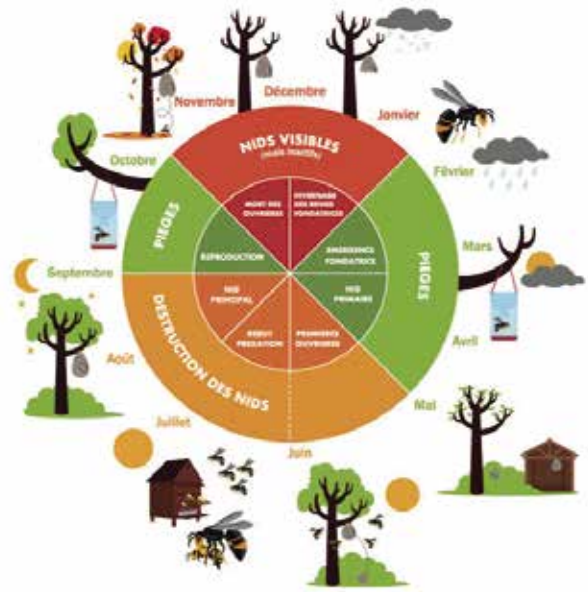 Décembre
Novembre
Janvier
NIDS VISIBLES
(mais inactifs)
Octobre
Février
MORT DES
OUVRIERES
HIVERNAGE
DES REINES
FONDATRICES
PIEGES
PIEGES
REPRODUCTION
EMERGENCE
FONDATRICE
Mars
Septembre
NID
PRINCIPAL
NID
PRIMAIRE
DEBUT
PREDATION
PREMIERES
OUVRIERES
Avril
Août
DESTRUCTION DES NIDS
Mai
Juillet
Juin